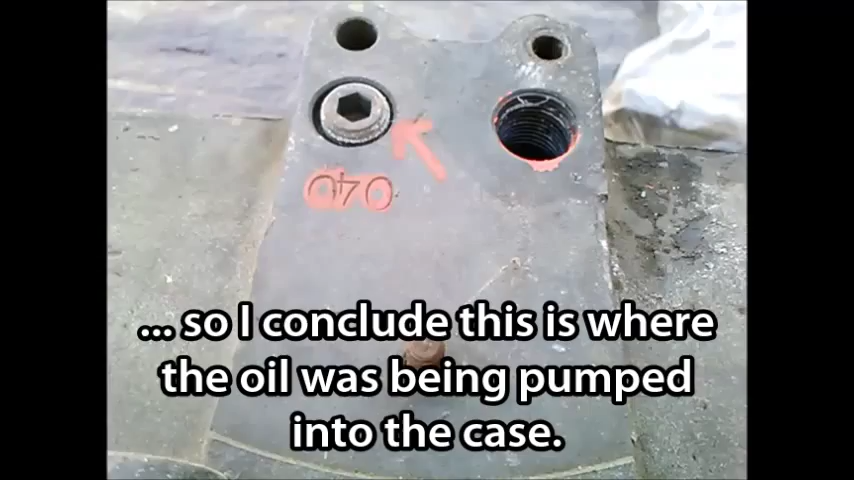 040
... so I conclude this is where
the oil was being pumped
into the case.